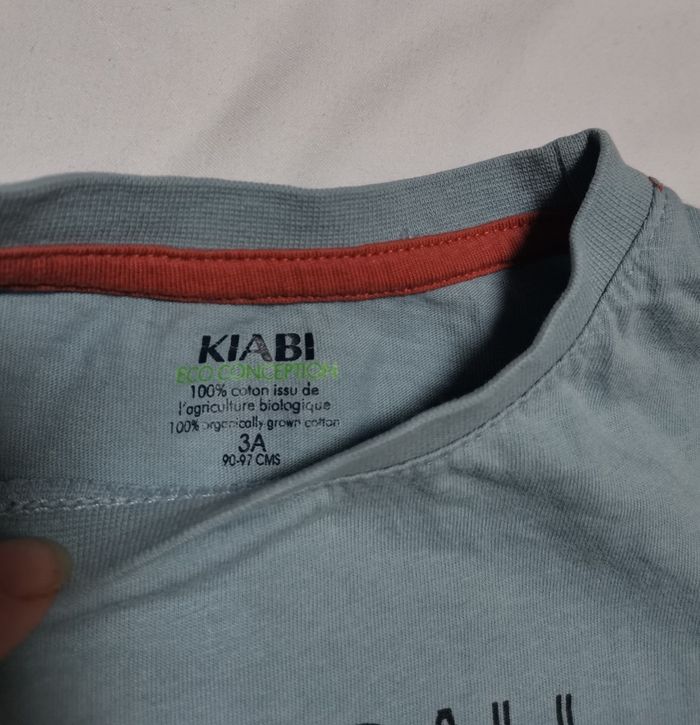 KIABI
ECO CONCEPTION
100% coton issu de
l'agriculture biologique
100% organically grown cotton
3A
90-97 CMS